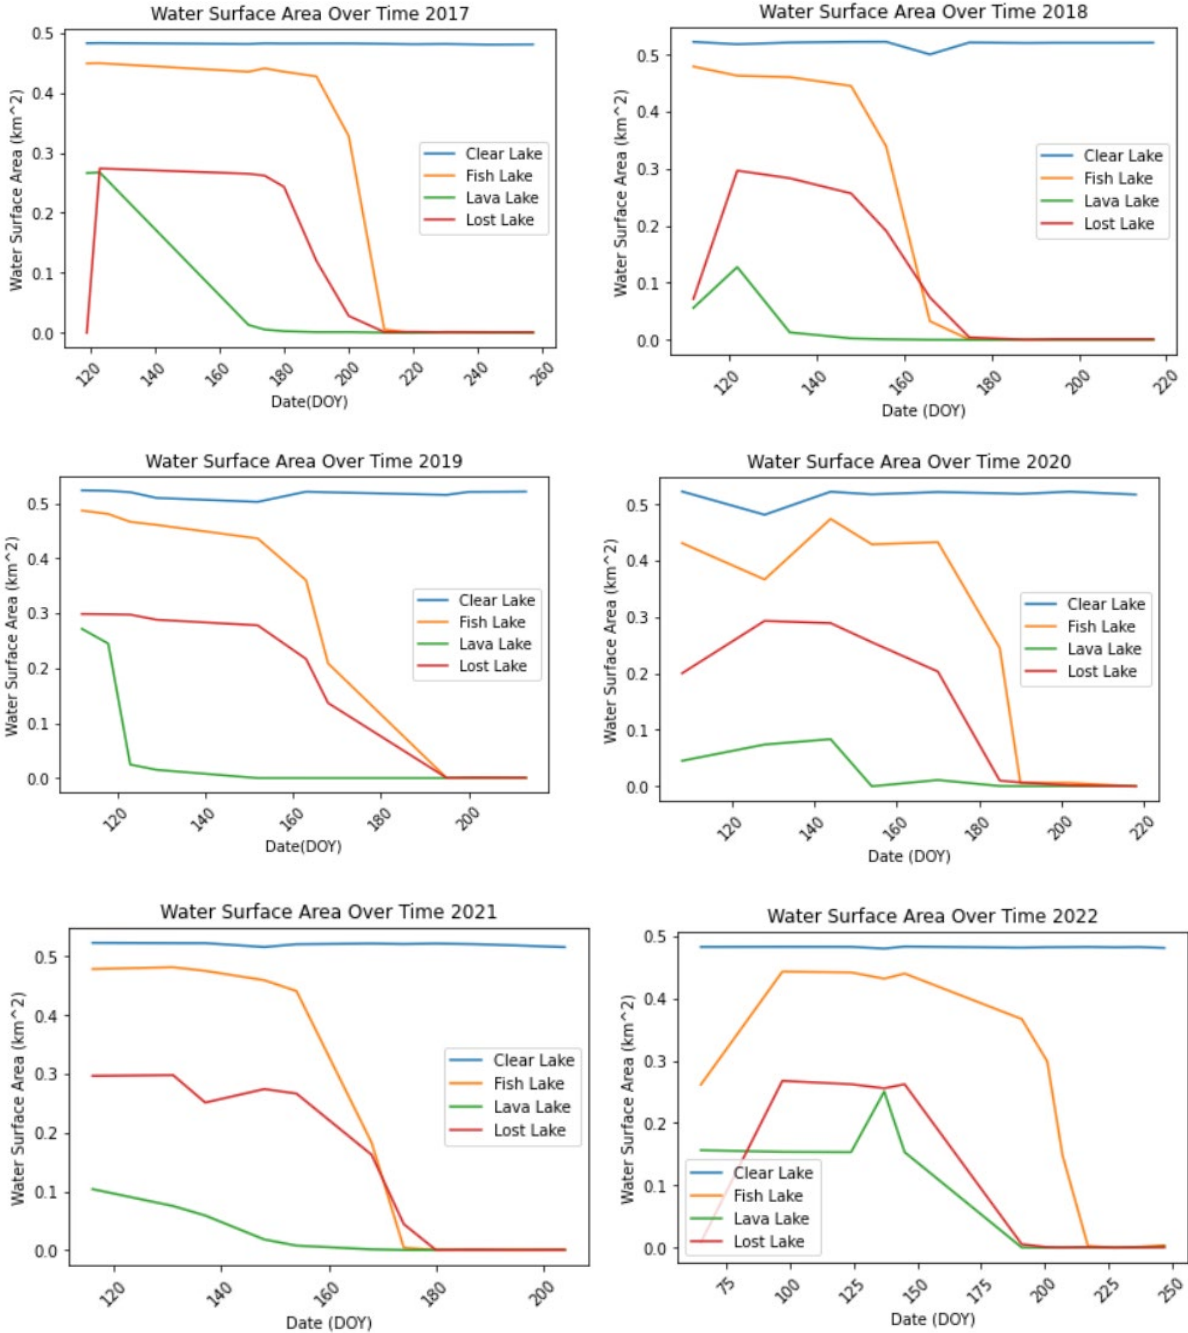 Water Surface Area Over Time 2017
Water Surface Area (km^2)
0.5
0.4
0.3
0.2
0.1
0.0
Clear Lake
Fish Lake
Lava Lake
Lost Lake
120 140 160 180 200 220 240 260
Date(DOY)
Water Surface Area Over Time 2018
Water Surface Area (km^2)
0.5
0.4
0.3
0.2
0.1
0.0
Clear Lake
Fish Lake
Lava Lake
Lost Lake
120 140 160 180 200 220
Date (DOY)
Water Surface Area Over Time 2019
Water Surface Area (km^2)
0.5
0.4
0.3
0.2
0.1
0.0
Clear Lake
Fish Lake
Lava Lake
Lost Lake
120 140 160 180 200
Date(DOY)
Water Surface Area Over Time 2020
Water Surface Area (km^2)
0.5
0.4
0.3
0.2
0.1
0.0
Clear Lake
Fish Lake
Lava Lake
Lost Lake
120 140 160 180 200 220
Date (DOY)
Water Surface Area Over Time 2021
Water Surface Area (km^2)
0.5
0.4
0.3
0.2
0.1
0.0
Clear Lake
Fish Lake
Lava Lake
Lost Lake
120 140 160 180 200
Date (DOY)
Water Surface Area Over Time 2022
Water Surface Area (km^2)
0.5
0.4
0.3
0.2
0.1
0.0
Clear Lake
Fish Lake
Lava Lake
Lost Lake
75 100 125 150 175 200 225 250
Date (DOY)